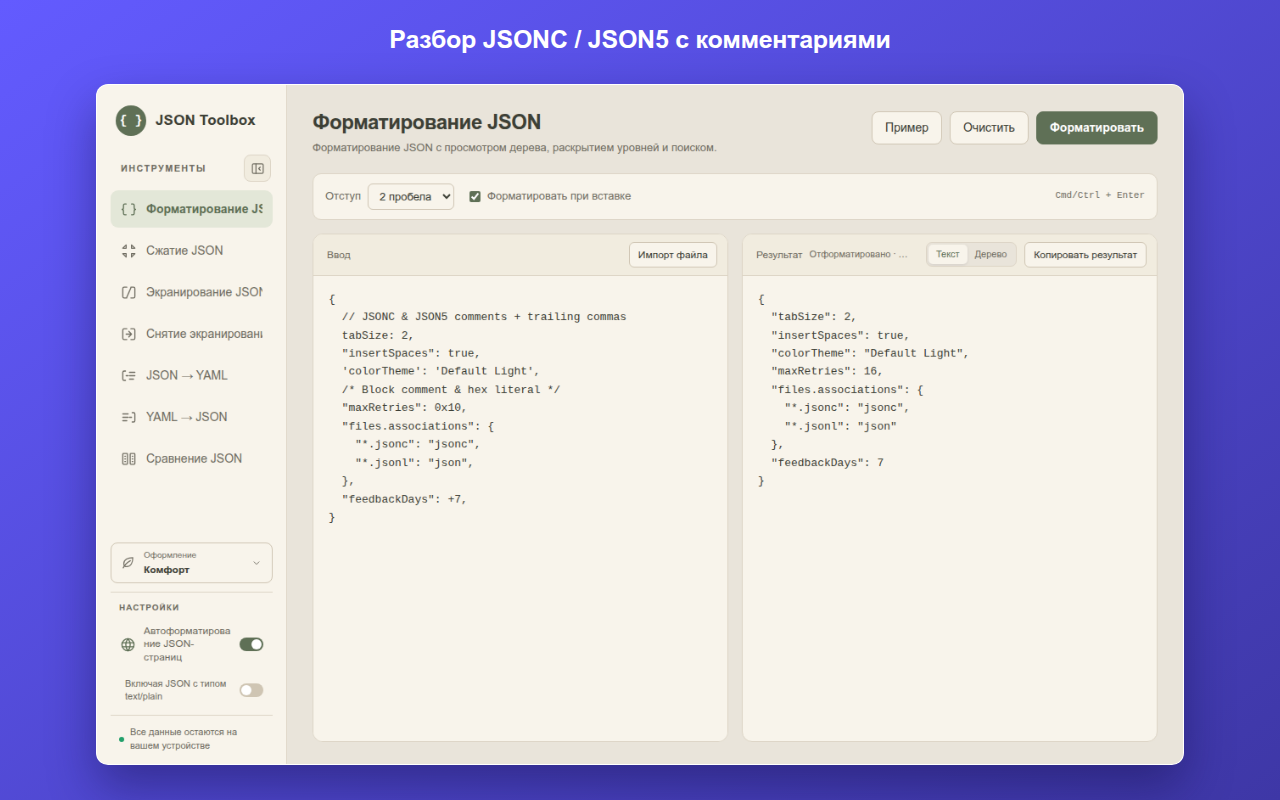 Разбор JSONC / JSON5 с комментариями
{ } JSON Toolbox
ИНСТРУМЕНТЫ
Форматирование JS
Сжатие JSON
Экранирование JSON
Снятие экранировани
JSON → YAML
YAML → JSON
Сравнение JSON
Оформление
Комфорт
НАСТРОЙКИ
Автоформатирова
ние JSON-
страниц
Включая JSON с типом
text/plain
Все данные остаются на
вашем устройстве
Форматирование JSON
Форматирование JSON с просмотром дерева, раскрытием уровней и поиском.
Пример
Очистить
Форматировать
Отступ
2 пробела
Форматировать при вставке
Cmd/Ctrl + Enter
Ввод
Импорт файла
{
  // JSONC & JSON5 comments + trailing commas
  tabSize: 2,
  "insertSpaces": true,
  'colorTheme': 'Default Light',
  /* Block comment & hex literal */
  "maxRetries": 0x10,
  "files.associations": {
    "*.jsonc": "jsonc",
    "*.jsonl": "json",
  },
  "feedbackDays": +7,
}
Результат
Отформатировано · ...
Текст
Дерево
Копировать результат
{
  "tabSize": 2,
  "insertSpaces": true,
  "colorTheme": "Default Light",
  "maxRetries": 16,
  "files.associations": {
    "*.jsonc": "jsonc",
    "*.jsonl": "json"
  },
  "feedbackDays": 7
}